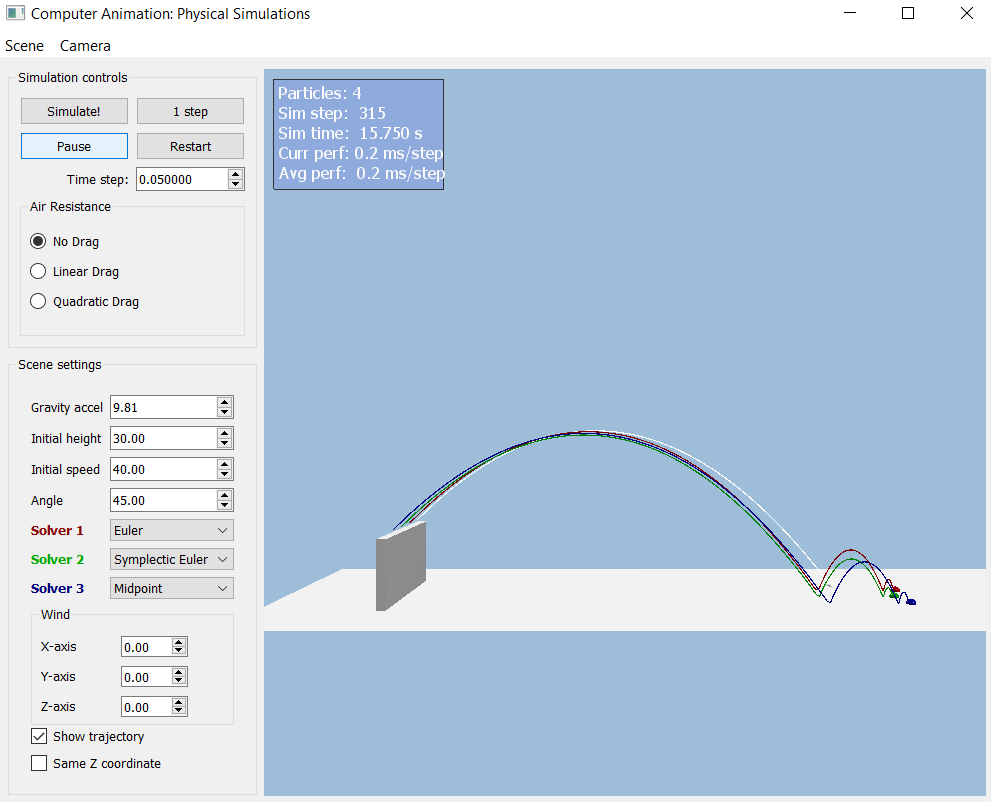 Computer Animation: Physical Simulations
Scene Camera
Simulation controls
Simulate! 1 step
Pause Restart
Time step: 0.050000
Air Resistance
No Drag
Linear Drag
Quadratic Drag
Scene settings
Gravity accel 9.81
Initial height 30.00
Initial speed 40.00
Angle 45.00
Solver 1 Euler
Solver 2 Symplectic Euler
Solver 3 Midpoint
Wind
X-axis 0.00
Y-axis 0.00
Z-axis 0.00
Show trajectory
Same Z coordinate
Particles: 4
Sim step: 315
Sim time: 15.750 s
Curr perf: 0.2 ms/step
Avg perf: 0.2 ms/step